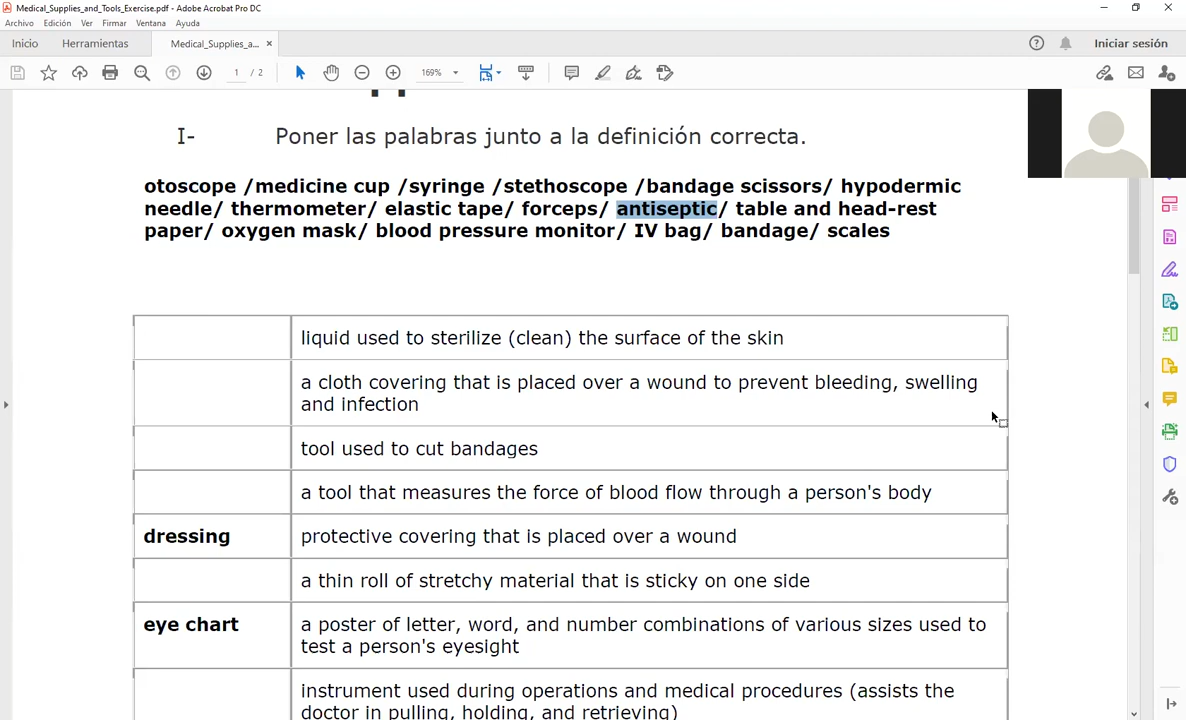 Medical_Supplies_and_Tools_Exercise.pdf - Adobe Acrobat Pro DC
Archivo Edición Ver Firmar Ventana Ayuda
Inicio Herramientas Medical_Supplies_a... × Iniciar sesión
1 / 2 169%
I- Poner las palabras junto a la definición correcta.
otoscope /medicine cup /syringe /stethoscope /bandage scissors/ hypodermic
needle/ thermometer/ elastic tape/ forceps/ antiseptic/ table and head-rest
paper/ oxygen mask/ blood pressure monitor/ IV bag/ bandage/ scales
liquid used to sterilize (clean) the surface of the skin
a cloth covering that is placed over a wound to prevent bleeding, swelling
and infection
tool used to cut bandages
a tool that measures the force of blood flow through a person's body
dressing protective covering that is placed over a wound
a thin roll of stretchy material that is sticky on one side
eye chart a poster of letter, word, and number combinations of various sizes used to
test a person's eyesight
instrument used during operations and medical procedures (assists the
doctor in pulling, holding, and retrieving)